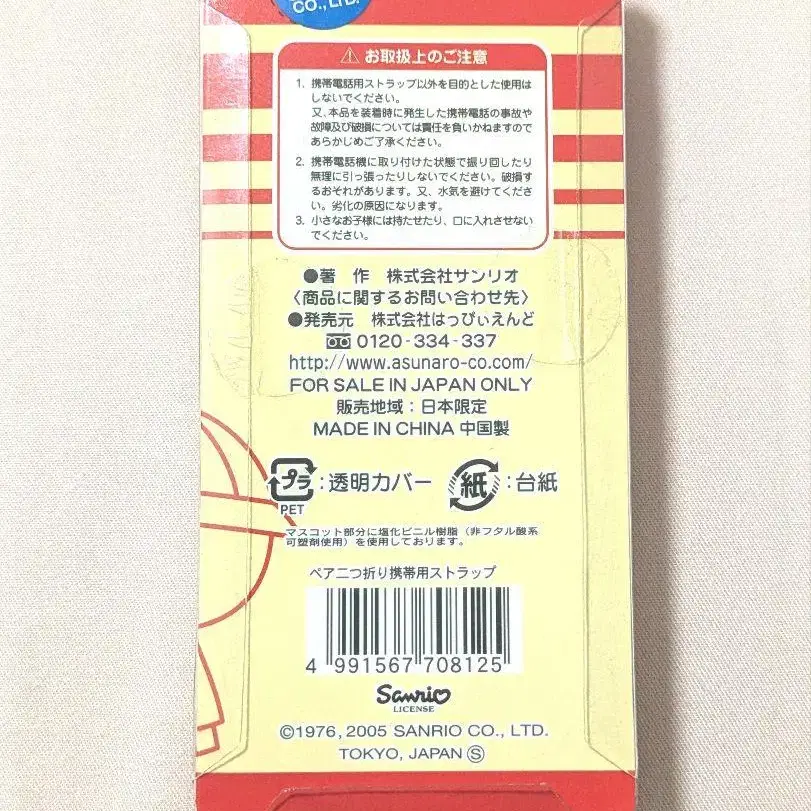 CO., LTD.
⚠ お取扱上のご注意
1. 携帯電話用ストラップ以外を目的とした使用は
しないでください。
又、本品を装着時に発生した携帯電話の事故や
故障及び破損については責任を負いかねますので
あらかじめご了承ください。
2. 携帯電話機に取り付けた状態で振り回したり
無理に引っ張ったりしないでください。破損す
るおそれがあります。又、水気を避けてくださ
い。劣化の原因になります。
3. 小さなお子様には持たせたり、口に入れさせない
でください。
●著 作 株式会社サンリオ
〈商品に関するお問い合わせ先〉
●発売元 株式会社はっぴぃえんど
0120-334-337
http://www.asunaro-co.com/
FOR SALE IN JAPAN ONLY
販売地域：日本限定
MADE IN CHINA 中国製
プラ：透明カバー 紙：台紙
PET
マスコット部分に塩化ビニル樹脂（非フタル酸系
可塑剤使用）を使用しております。
ペア二つ折り携帯用ストラップ
4 991567 708125
Sanrio
LICENSE
©1976, 2005 SANRIO CO., LTD.
TOKYO, JAPAN Ⓢ